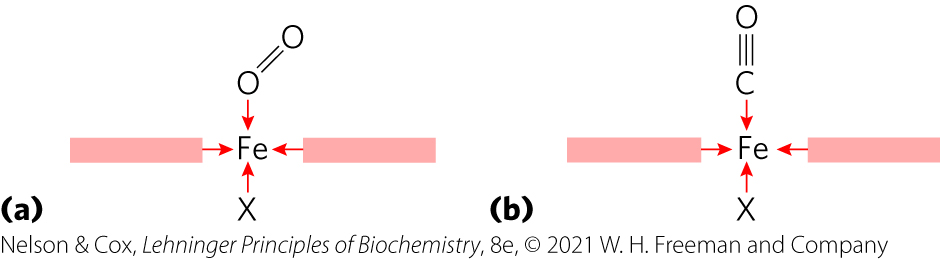 O O
O C
Fe Fe
X X
(a) (b)
Nelson & Cox, Lehninger Principles of Biochemistry, 8e, © 2021 W. H. Freeman and Company